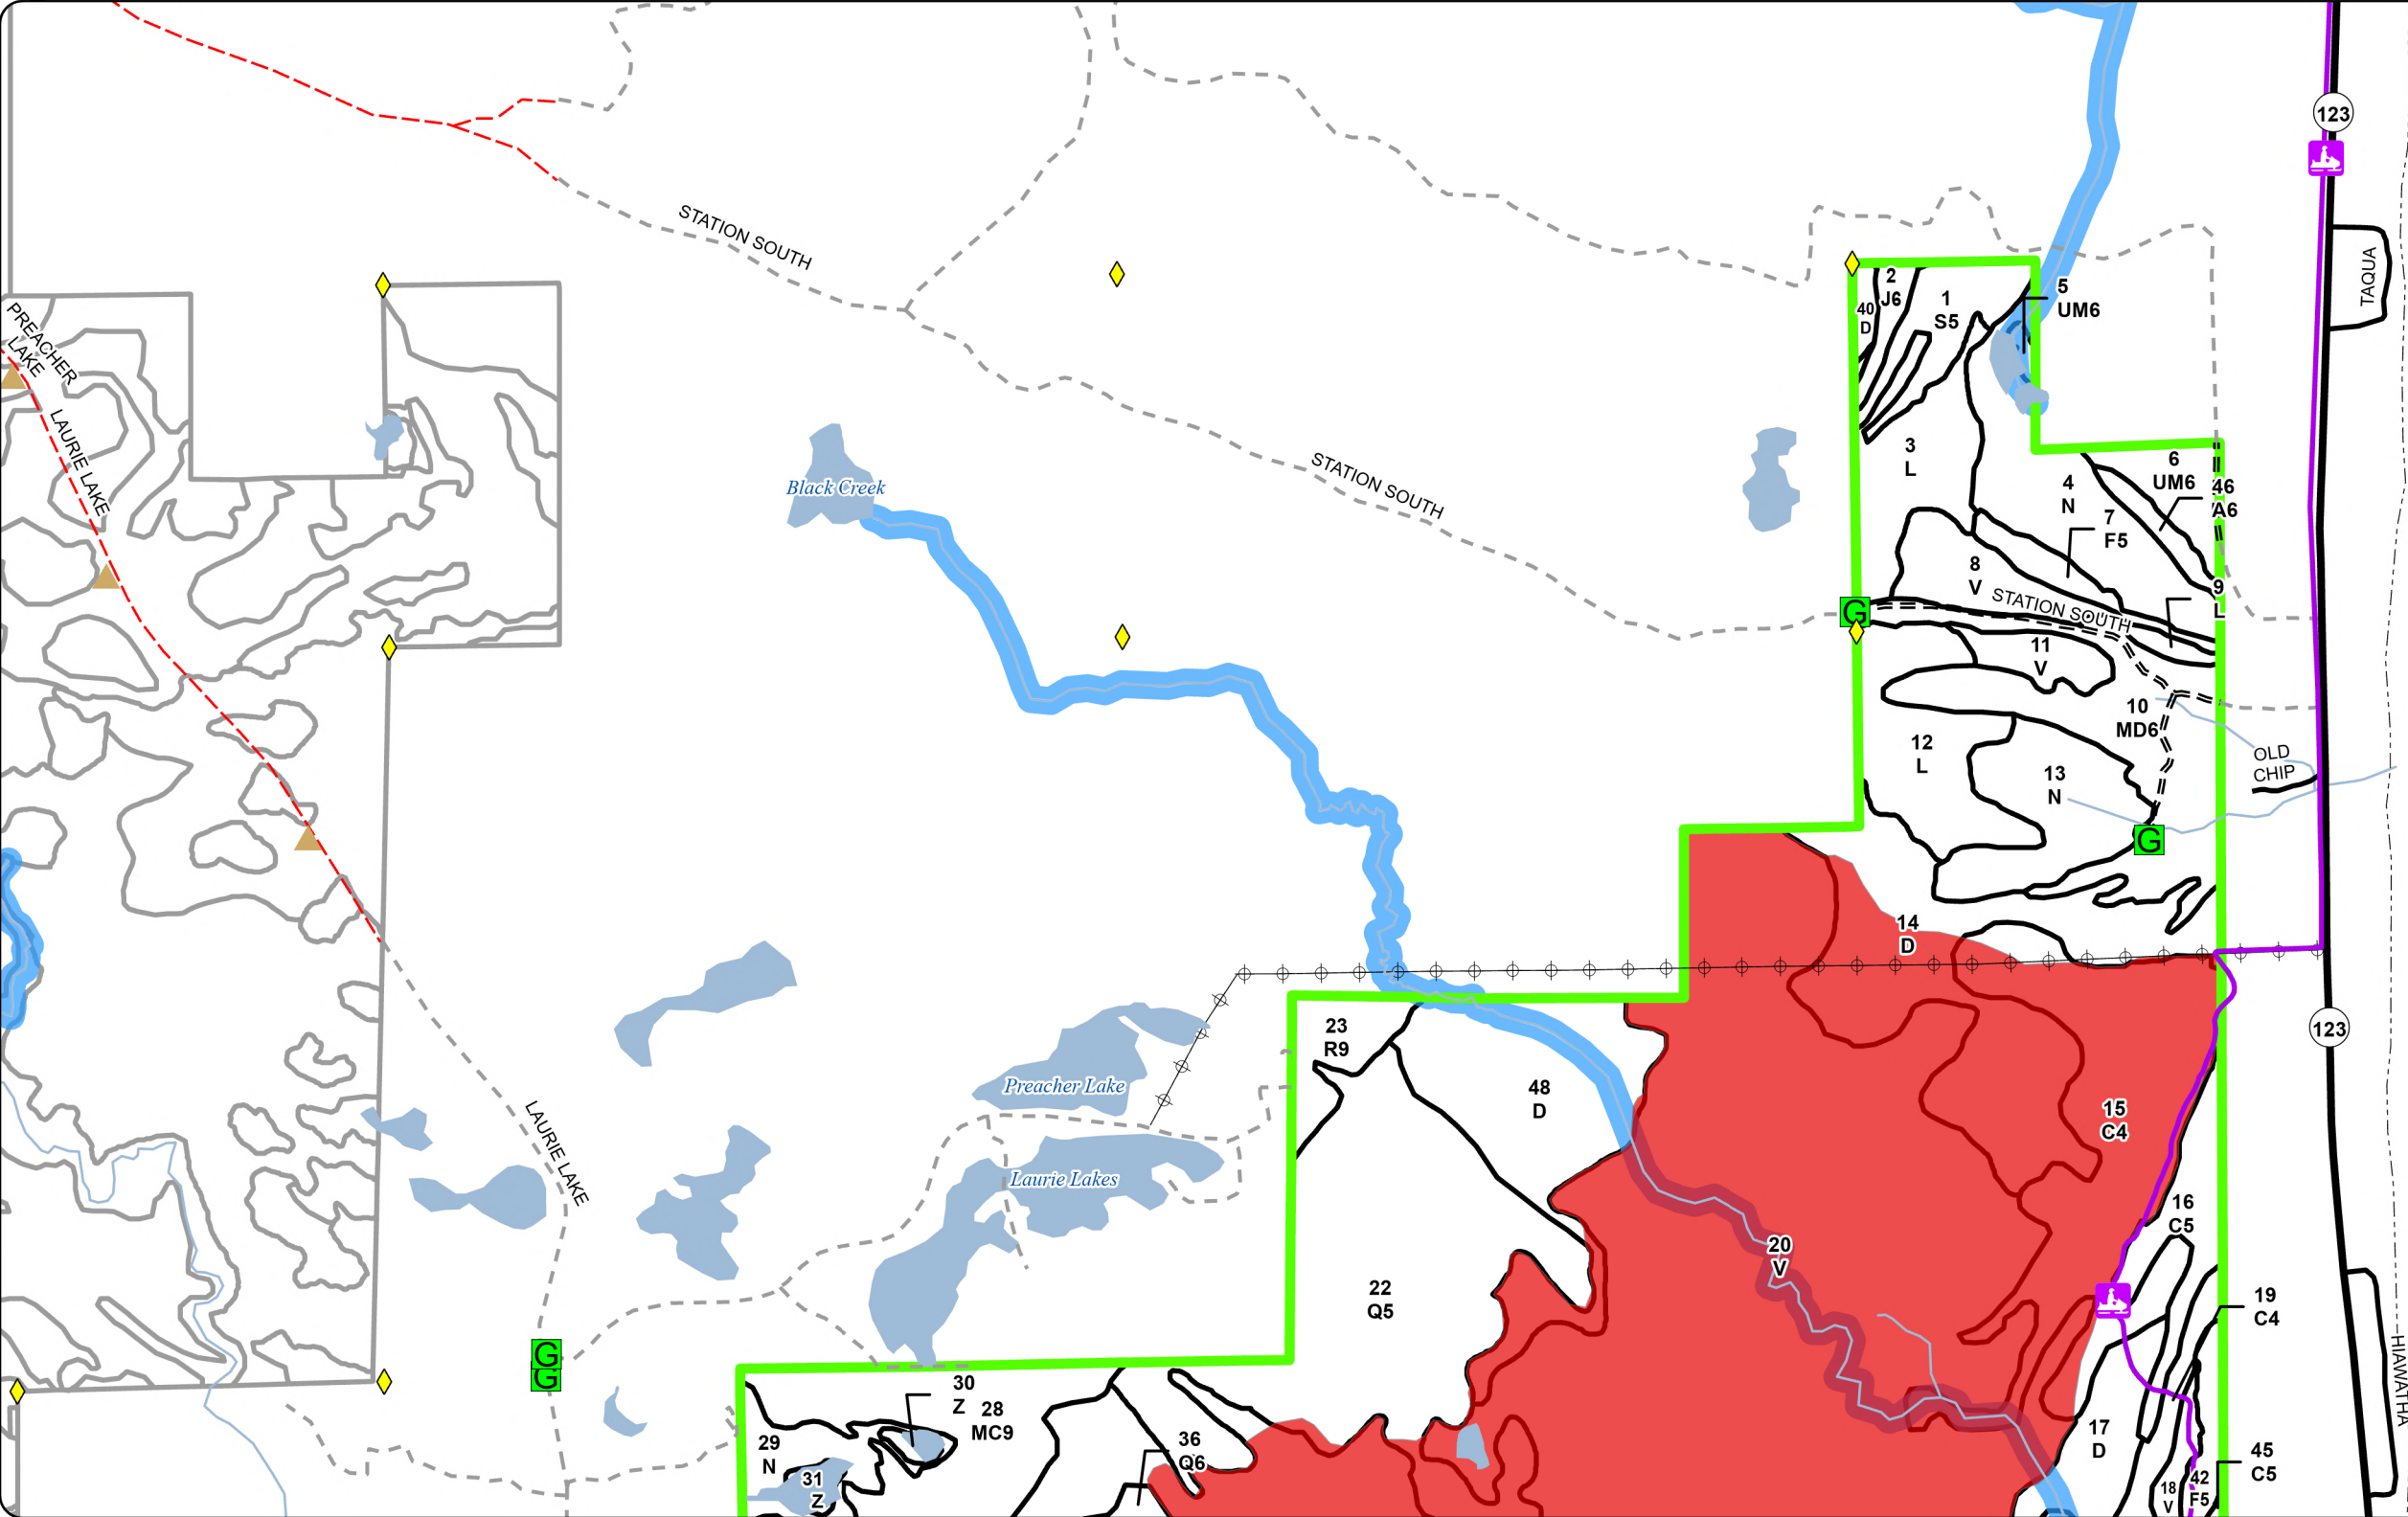 123
STATION SOUTH
TAQUA
2
J6
1
S5
40
D
5
UM6
PREACHER
LAKE
LAURIE LAKE
3
L
Black Creek
STATION SOUTH
6
UM6
4
N
46
A6
7
F5
8
V
9
L
STATION SOUTH
G
11
V
10
MD6
12
L
13
N
OLD
CHIP
G
14
D
23
R9
48
D
123
Preacher Lake
15
C4
LAURIE LAKE
Laurie Lakes
16
C5
20
V
22
Q5
19
C4
G
G
HIAWATHA
30
Z
28
MC9
29
N
36
Q6
17
D
31
Z
45
C5
18
V
42
F5